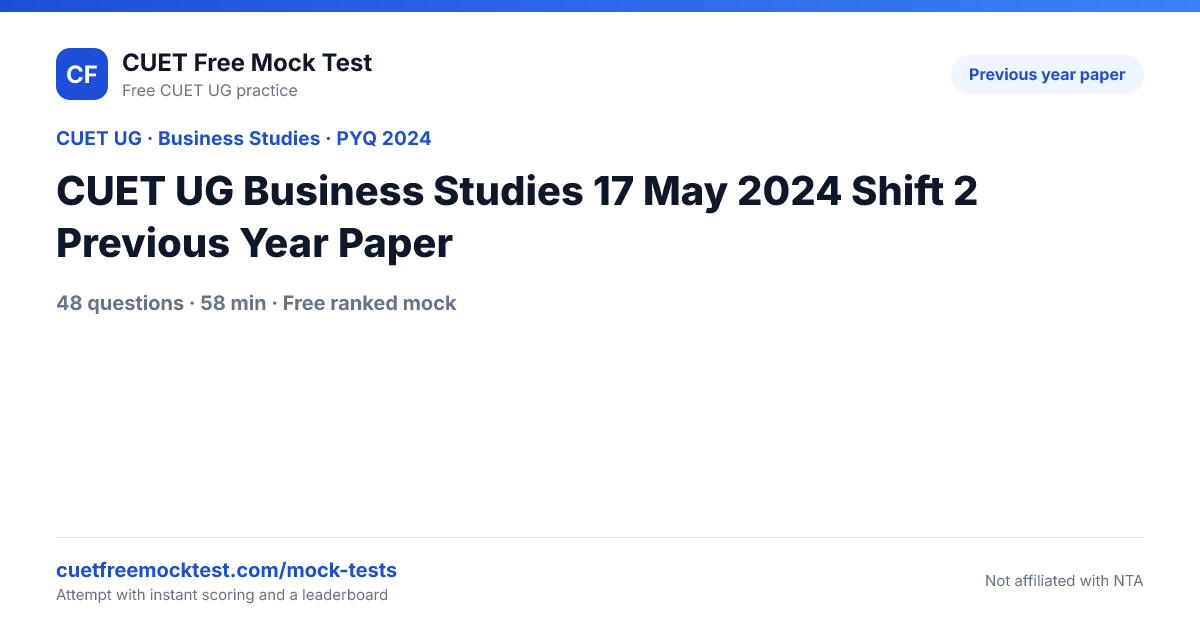 CF
CUET Free Mock Test
Free CUET UG practice
Previous year paper
CUET UG · Business Studies · PYQ 2024
CUET UG Business Studies 17 May 2024 Shift 2
Previous Year Paper
48 questions · 58 min · Free ranked mock
cuetfreemocktest.com/mock-tests
Attempt with instant scoring and a leaderboard
Not affiliated with NTA